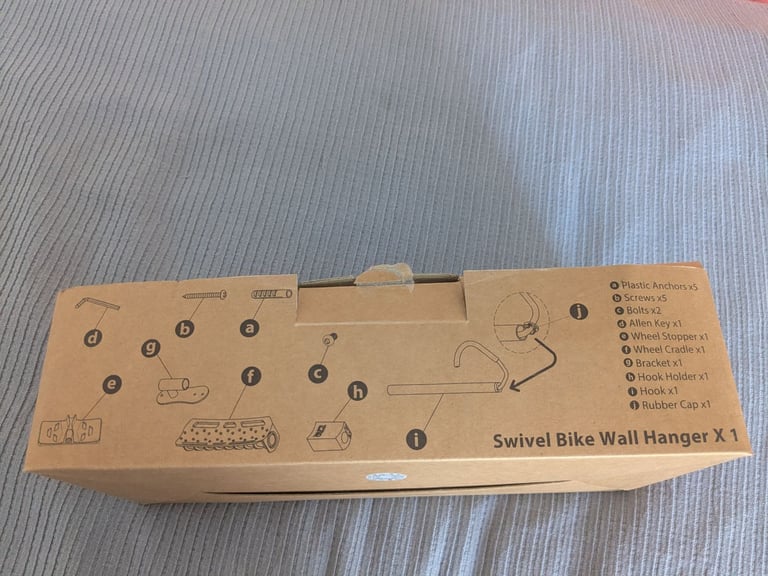 a Plastic Anchors x5
b Screws x5
c Bolts x2
d Allen Key x1
e Wheel Stopper x1
f Wheel Cradle x1
g Bracket x1
h Hook Holder x1
i Hook x1
j Rubber Cap x1
Swivel Bike Wall Hanger X 1
d
b
a
g
c
j
e
f
h
i